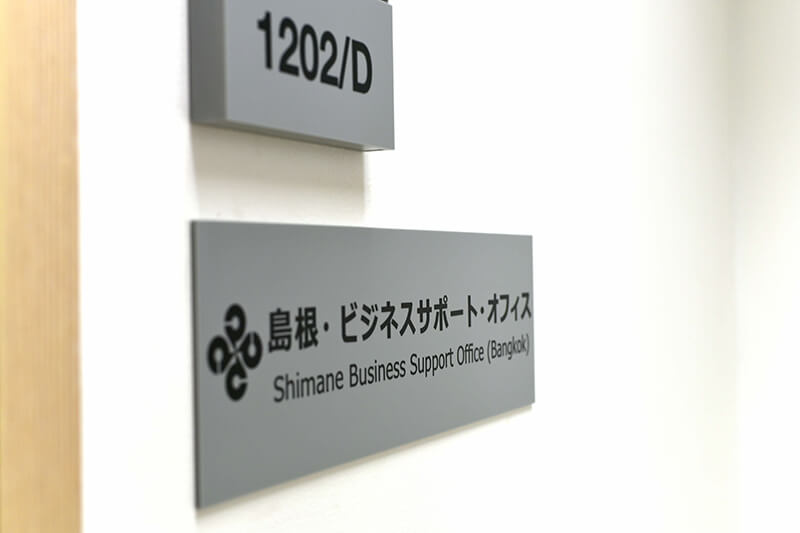 1202/D
島根・ビジネスサポート・オフィス
Shimane Business Support Office (Bangkok)